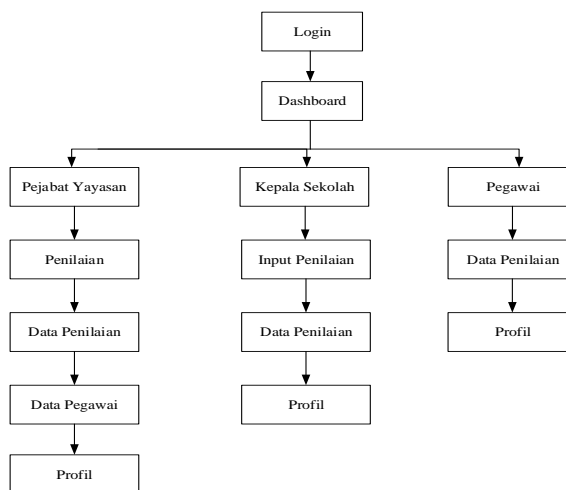 Login
Dashboard
Pejabat Yayasan
Kepala Sekolah
Pegawai
Penilaian
Input Penilaian
Data Penilaian
Data Penilaian
Data Penilaian
Profil
Data Pegawai
Profil
Profil